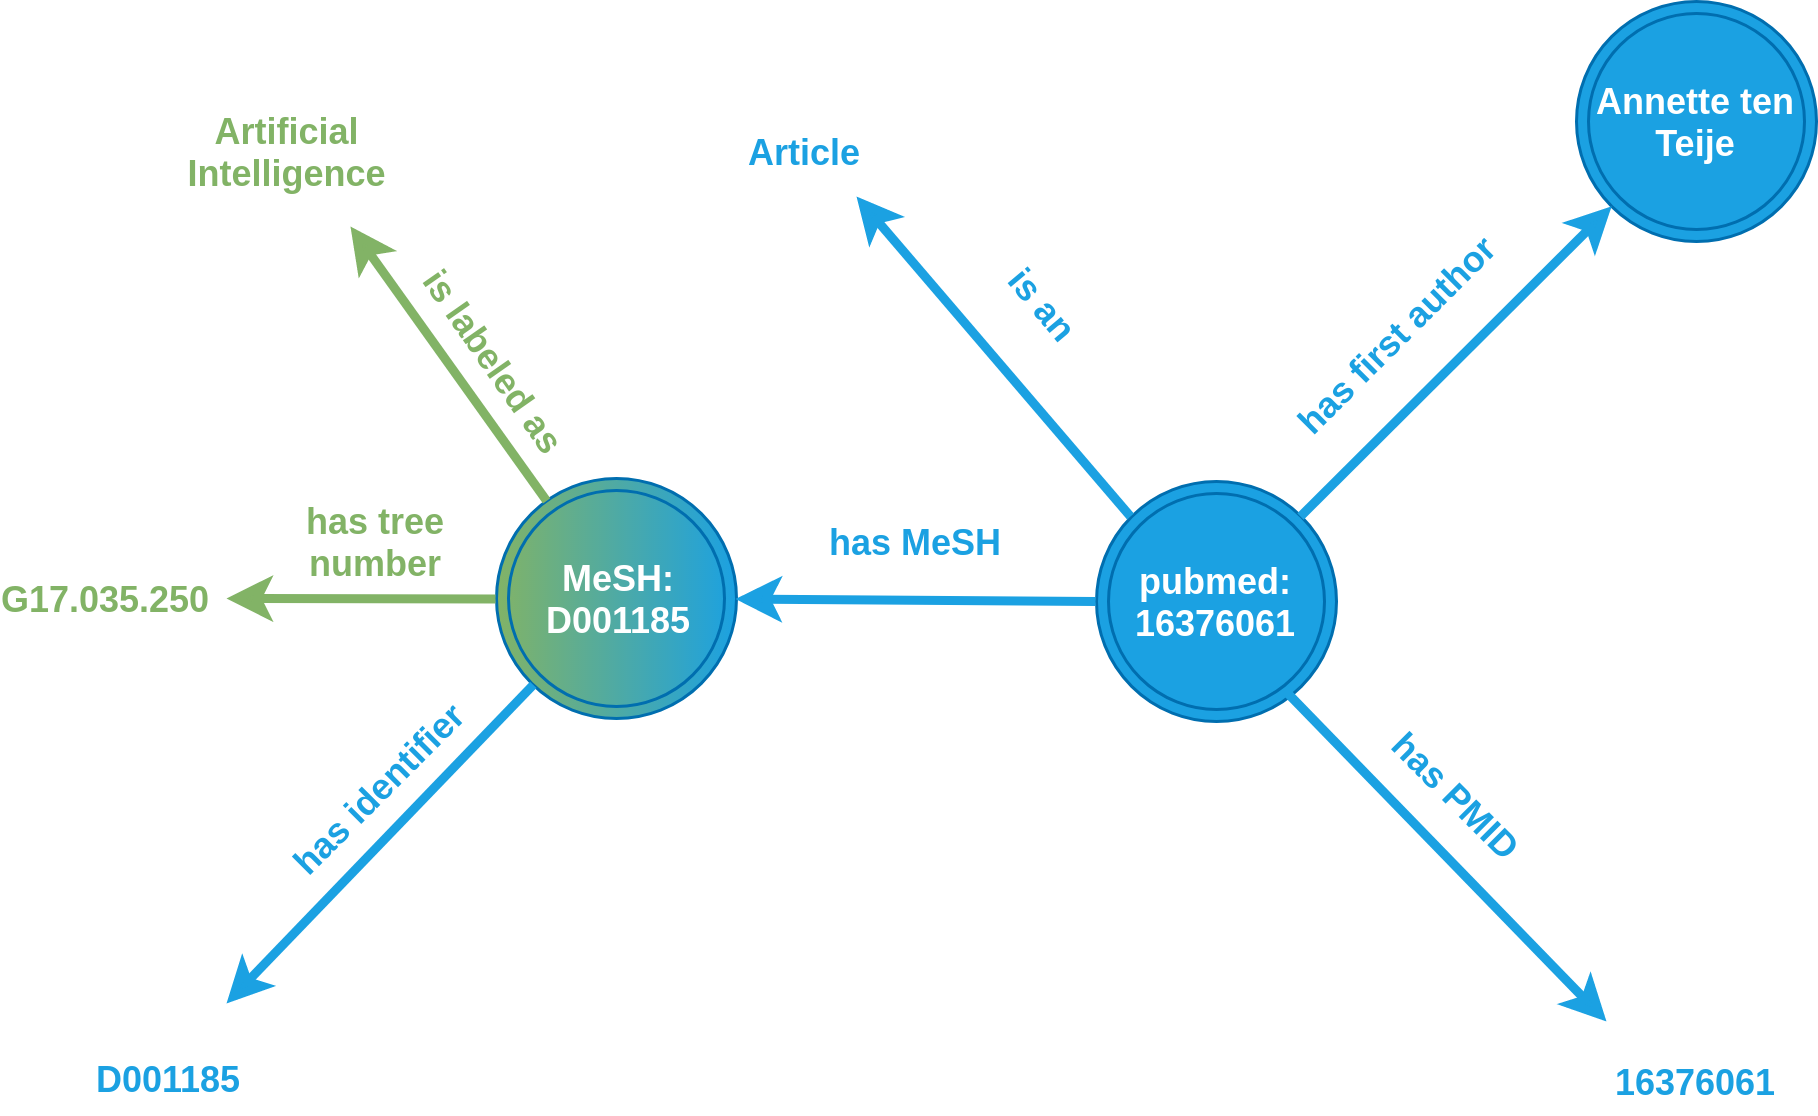 Annette ten
Teije
Artificial
Intelligence
Article
is labeled as
is an
has first author
has tree
number
has MeSH
G17.035.250
MeSH:
D001185
pubmed:
16376061
has identifier
has PMID
D001185
16376061